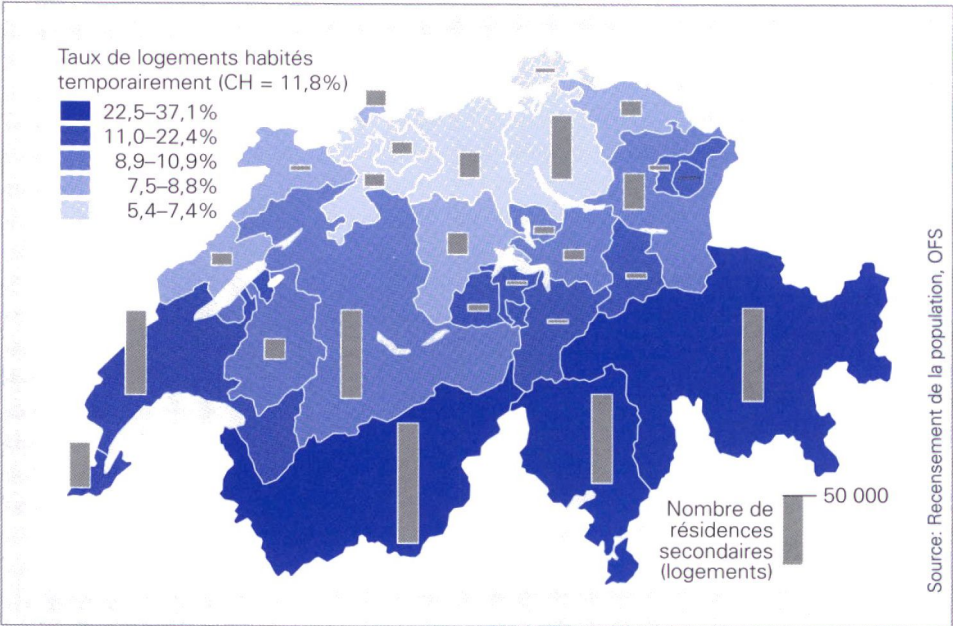 Taux de logements habités
temporairement (CH = 11,8%)
22,5–37,1%
11,0–22,4%
8,9–10,9%
7,5–8,8%
5,4–7,4%
50 000
Nombre de
résidences
secondaires
(logements)
Source: Recensement de la population, OFS